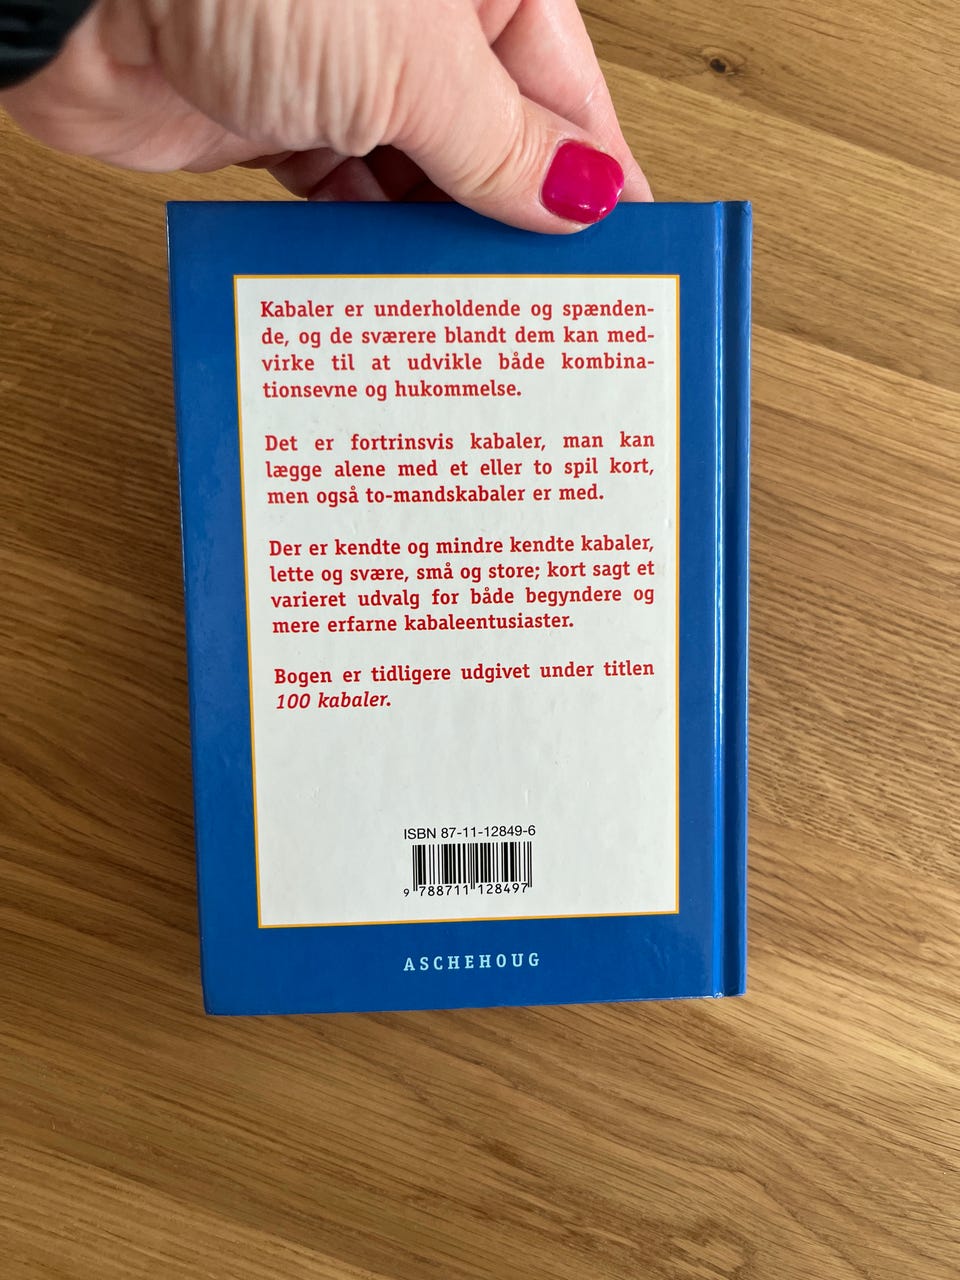 Kabaler er underholdende og spænden-
de, og de sværere blandt dem kan med-
virke til at udvikle både kombina-
tionsevne og hukommelse.
Det er fortrinsvis kabaler, man kan
lægge alene med et eller to spil kort,
men også to-mandskabaler er med.
Der er kendte og mindre kendte kabaler,
lette og svære, små og store; kort sagt et
varieret udvalg for både begyndere og
mere erfarne kabaleentusiaster.
Bogen er tidligere udgivet under titlen
100 kabaler.
ISBN 87-11-12849-6
9 788711 128497
ASCHEHOUG